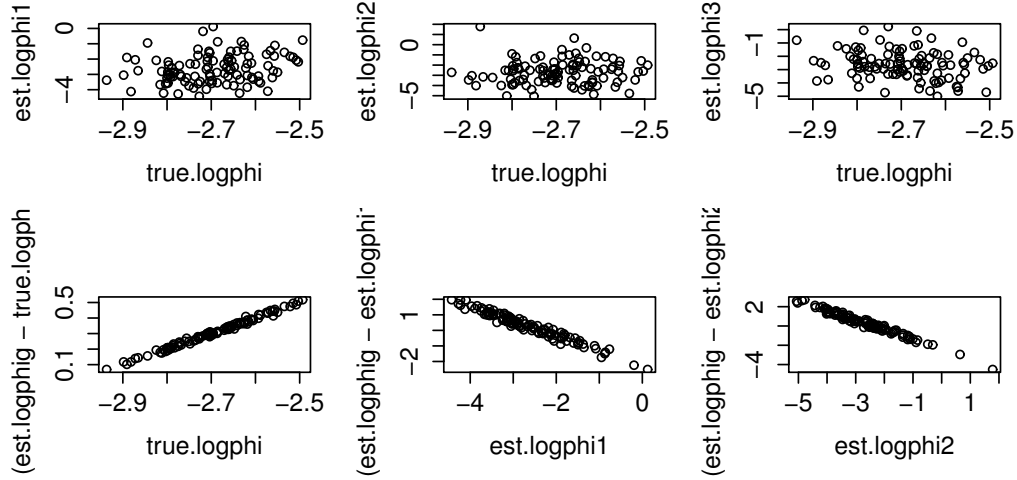 est.logphi1
0
−4
−2.9
−2.7
−2.5
true.logphi
est.logphi2
0
−5
−2.9
−2.7
−2.5
true.logphi
est.logphi3
−1
−5
−2.9
−2.7
−2.5
true.logphi
(est.logphig − true.logph
0.5
0.1
−2.9
−2.7
−2.5
true.logphi
(est.logphig − est.logphi1
1
−2
−4
−2
0
est.logphi1
(est.logphig − est.logphi2
2
−4
−5
−3
−1
1
est.logphi2